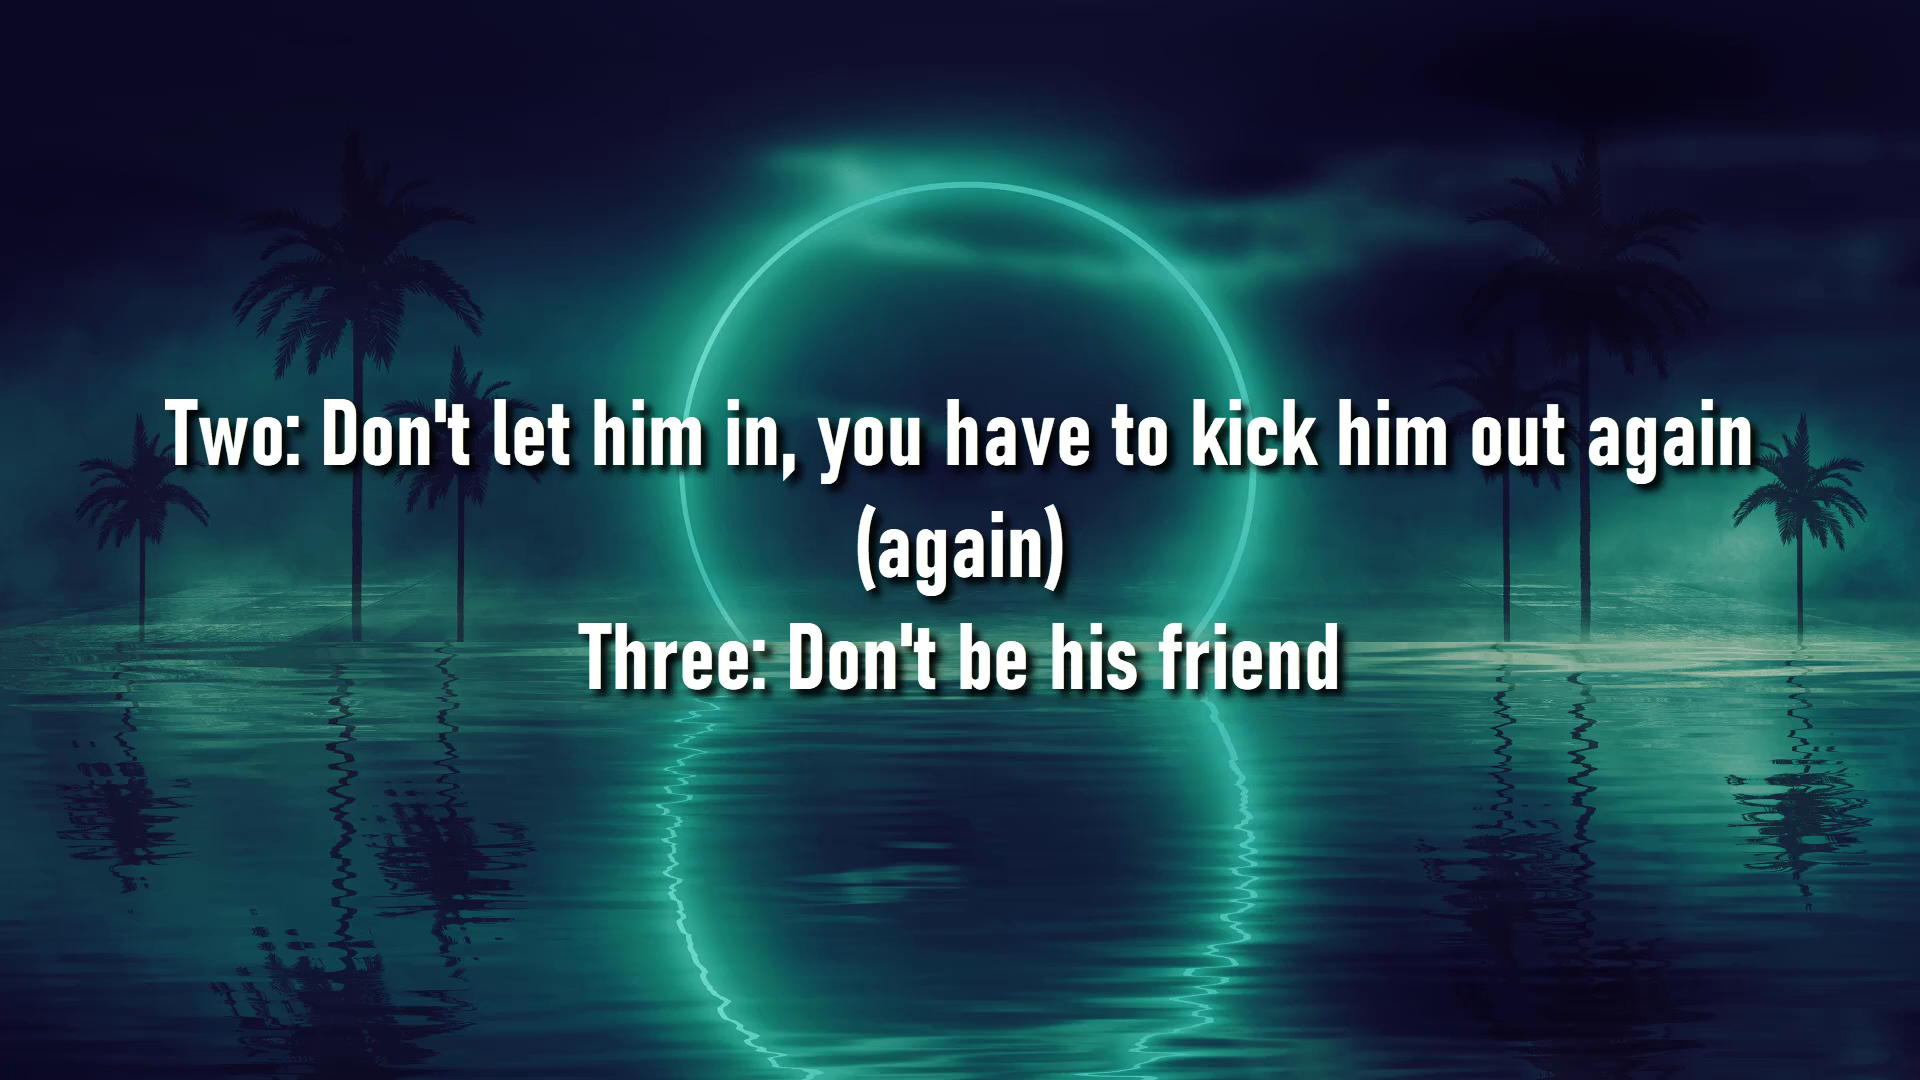 Two: Don't let him in, you have to kick him out again
(again)
Three: Don't be his friend